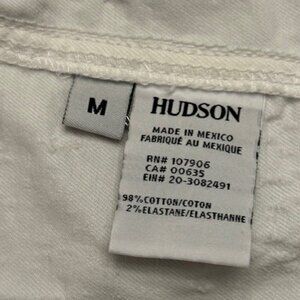 M
HUDSON
MADE IN MEXICO
FABRIQUÉ AU MEXIQUE
RN# 107906
CA# 00635
EIN# 20-3082491
98% COTTON/COTON
2% ELASTANE/ELASTHANNE